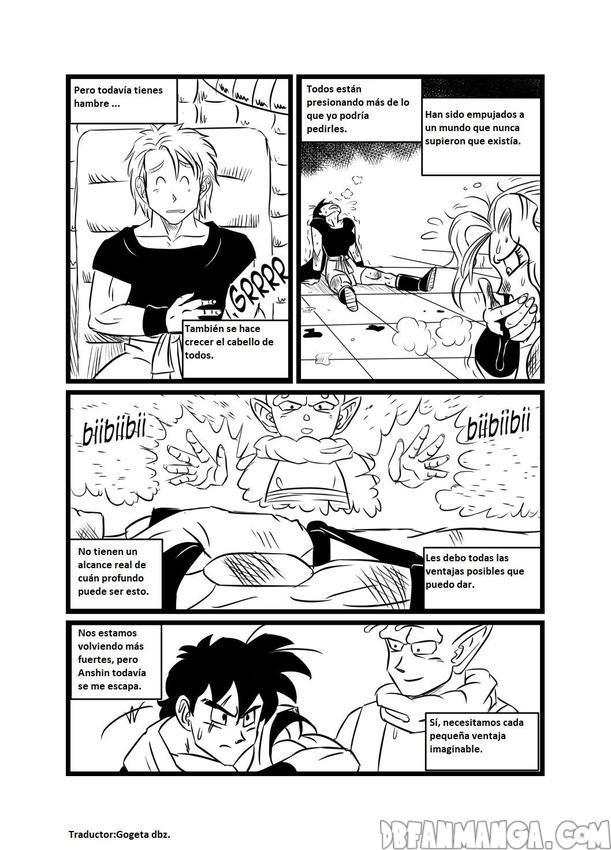 Pero todavía tienes
hambre ...
GRRRR
También se hace
crecer el cabello de
todos.
Todos están
presionando más de lo
que yo podría
pedirles.
Han sido empujados a
un mundo que nunca
supieron que existía.
biibiibii
biibiibii
No tienen un
alcance real de
cuán profundo
puede ser esto.
Les debo todas las
ventajas posibles que
puedo dar.
Nos estamos
volviendo más
fuertes, pero
Anshin todavía
se me escapa.
Sí, necesitamos cada
pequeña ventaja
imaginable.
Traductor:Gogeta dbz.
DBFANMANGA.COM